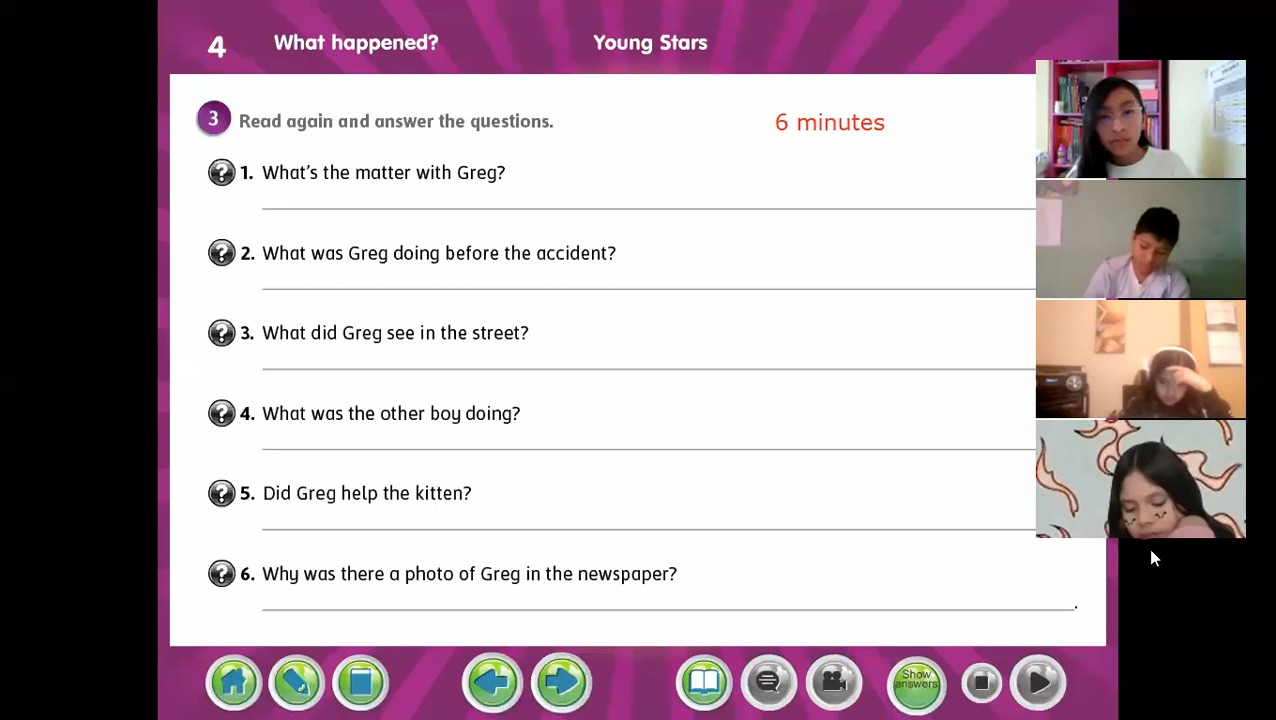 4 What happened? Young Stars
3 Read again and answer the questions. 6 minutes
? 1. What's the matter with Greg?
? 2. What was Greg doing before the accident?
? 3. What did Greg see in the street?
? 4. What was the other boy doing?
? 5. Did Greg help the kitten?
? 6. Why was there a photo of Greg in the newspaper?
.
Show
answers